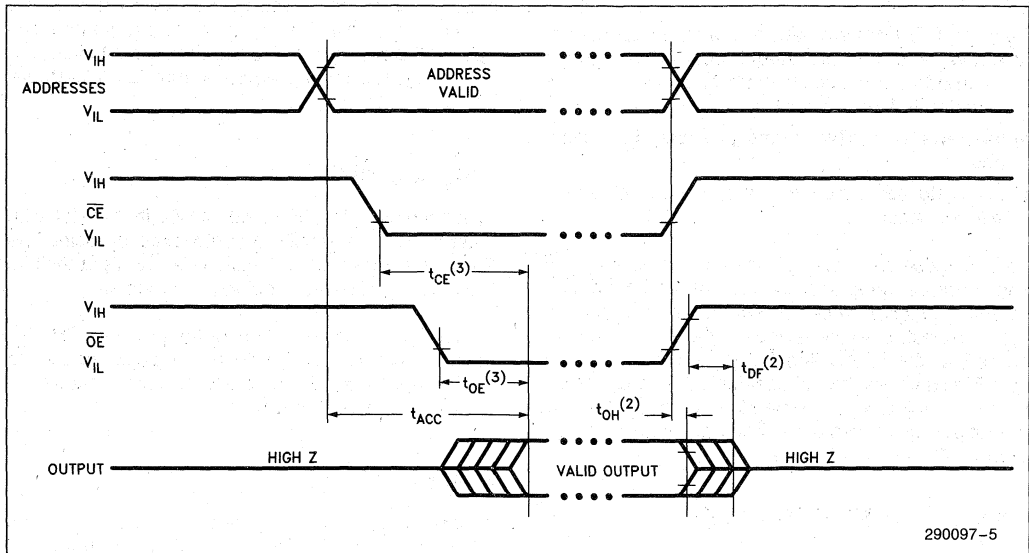 VIH
ADDRESSES
VIL
ADDRESS
VALID
VIH
CE
VIL
tCE(3)
VIH
OE
VIL
tOE(3)
tDF(2)
tACC
tOH(2)
OUTPUT
HIGH Z
VALID OUTPUT
HIGH Z
290097-5